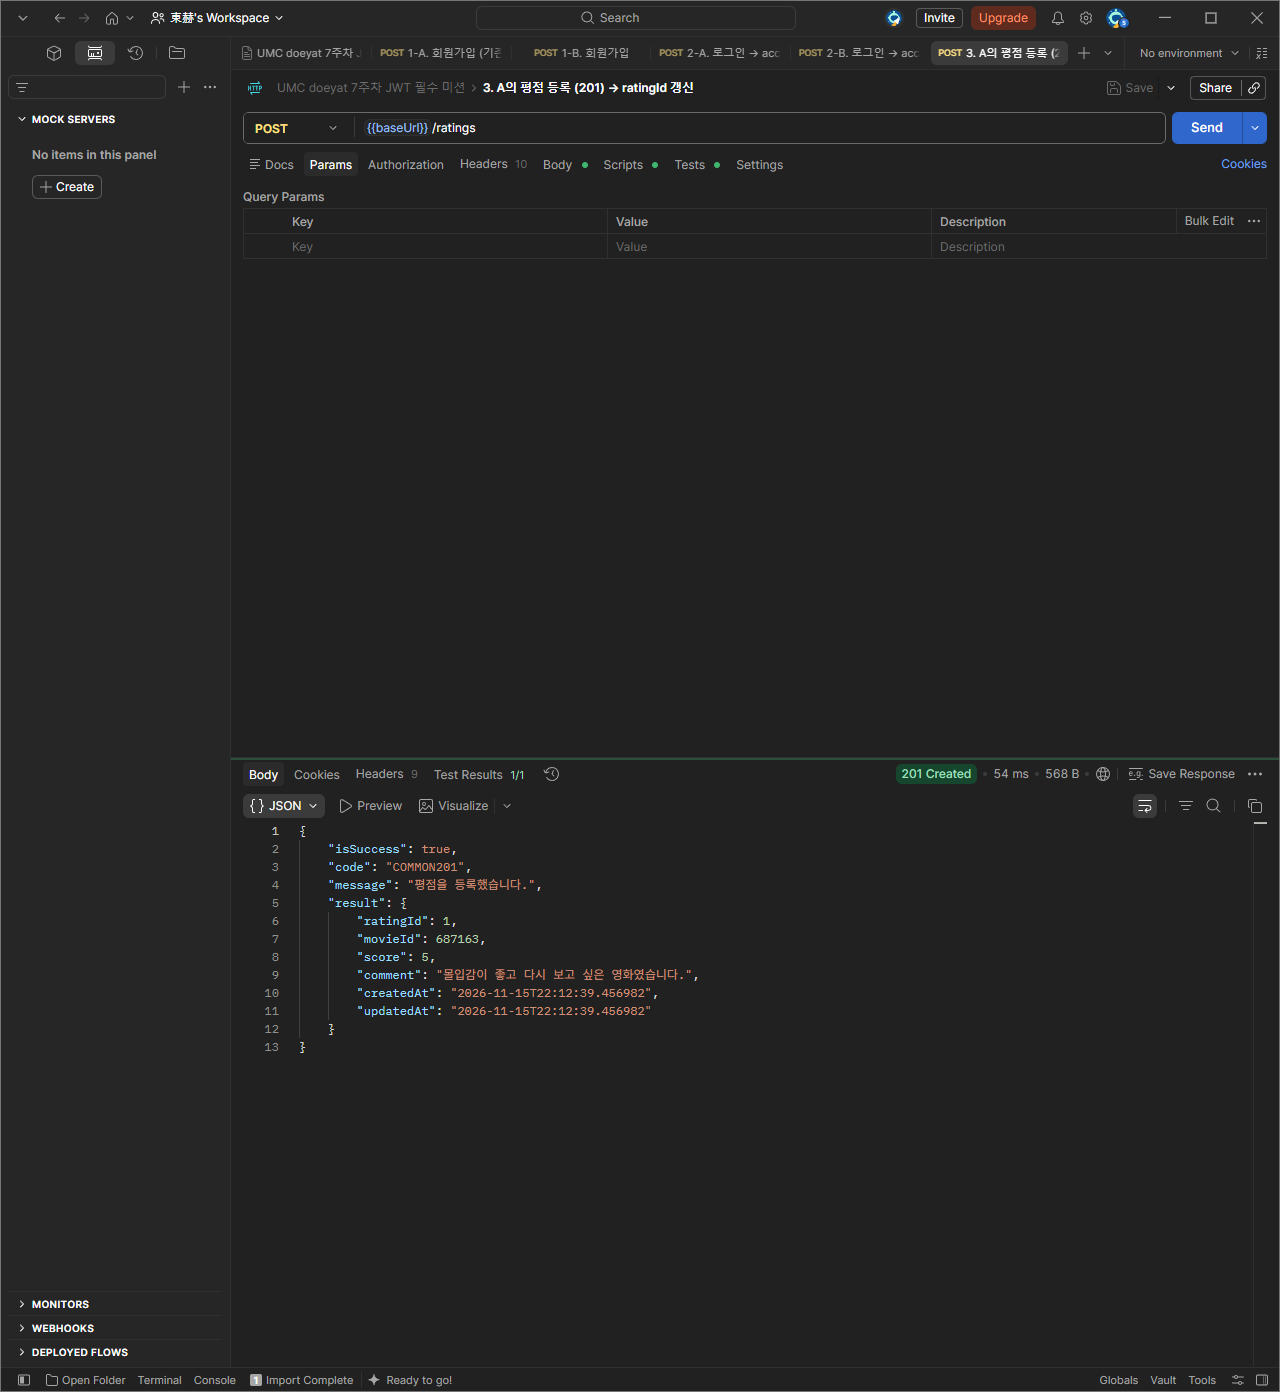 東赫's Workspace
Search
Invite
Upgrade
5
UMC doeyat 7주차
POST 1-A. 회원가입 (기존
POST 1-B. 회원가입
POST 2-A. 로그인 → acc
POST 2-B. 로그인 → acc
POST 3. A의 평점 등록 (2
No environment
HTTP
UMC doeyat 7주차 JWT 필수 미션
3. A의 평점 등록 (201) → ratingId 갱신
Save
Share
MOCK SERVERS
No items in this panel
Create
POST
{{baseUrl}} /ratings
Send
Docs
Params
Authorization
Headers 10
Body
Scripts
Tests
Settings
Cookies
Query Params
Key
Value
Description
Bulk Edit
Key
Value
Description
Body
Cookies
Headers 9
Test Results 1/1
201 Created
54 ms
568 B
e.g. Save Response
{ } JSON
Preview
Visualize
1 {
2 "isSuccess": true,
3 "code": "COMMON201",
4 "message": "평점을 등록했습니다.",
5 "result": {
6 "ratingId": 1,
7 "movieId": 687163,
8 "score": 5,
9 "comment": "몰입감이 좋고 다시 보고 싶은 영화였습니다.",
10 "createdAt": "2026-11-15T22:12:39.456982",
11 "updatedAt": "2026-11-15T22:12:39.456982"
12 }
13 }
MONITORS
WEBHOOKS
DEPLOYED FLOWS
Open Folder
Terminal
Console
1 Import Complete
Ready to go!
Globals
Vault
Tools